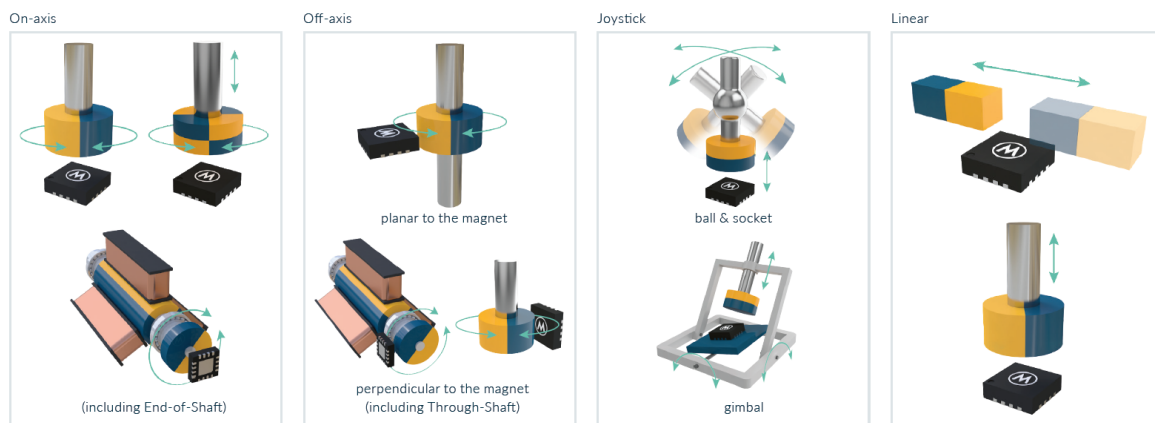 On-axis
Off-axis
Joystick
Linear
planar to the magnet
ball & socket
(including End-of-Shaft)
perpendicular to the magnet
(including Through-Shaft)
gimbal